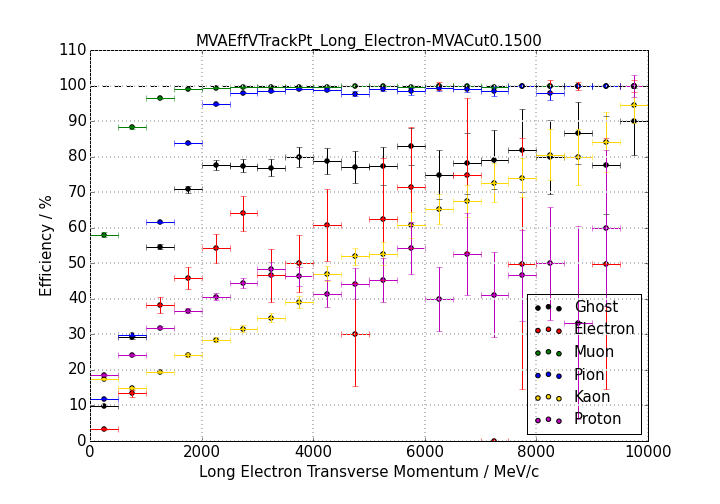 MVAEffVTrackPt_Long_Electron-MVACut0.1500
110
100
90
80
70
60
50
40
30
20
10
0
Efficiency / %
Ghost
Electron
Muon
Pion
Kaon
Proton
0 2000 4000 6000 8000 10000
Long Electron Transverse Momentum / MeV/c